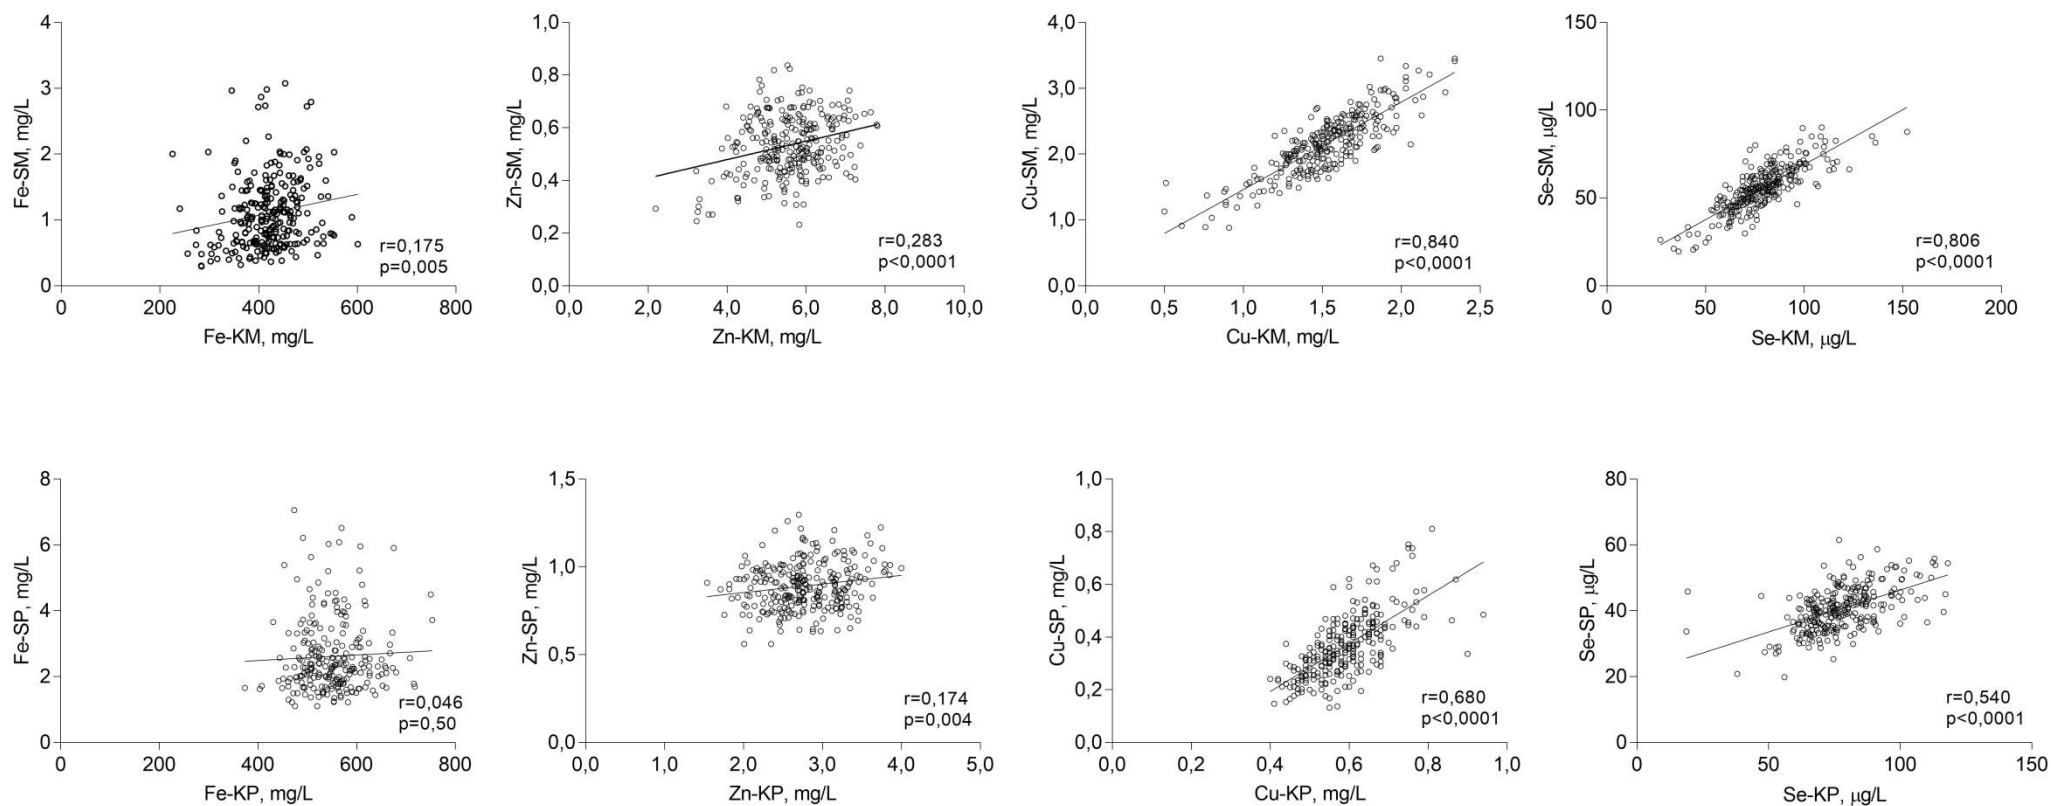 4
3
2
1
0
Fe-SM, mg/L
r=0,175
p=0,005
0
200
400
600
800
Fe-KM, mg/L
1,0
0,8
0,6
0,4
0,2
0,0
Zn-SM, mg/L
r=0,283
p<0,0001
0,0
2,0
4,0
6,0
8,0
10,0
Zn-KM, mg/L
4,0
3,0
2,0
1,0
0,0
Cu-SM, mg/L
r=0,840
p<0,0001
0,0
0,5
1,0
1,5
2,0
2,5
Cu-KM, mg/L
150
100
50
0
Se-SM, µg/L
r=0,806
p<0,0001
0
50
100
150
200
Se-KM, µg/L
8
6
4
2
0
Fe-SP, mg/L
r=0,046
p=0,50
0
200
400
600
800
Fe-KP, mg/L
1,5
1,0
0,5
0,0
Zn-SP, mg/L
r=0,174
p=0,004
0,0
1,0
2,0
3,0
4,0
5,0
Zn-KP, mg/L
1,0
0,8
0,6
0,4
0,2
0,0
Cu-SP, mg/L
r=0,680
p<0,0001
0,0
0,2
0,4
0,6
0,8
1,0
Cu-KP, mg/L
80
60
40
20
0
Se-SP, µg/L
r=0,540
p<0,0001
0
50
100
150
Se-KP, µg/L